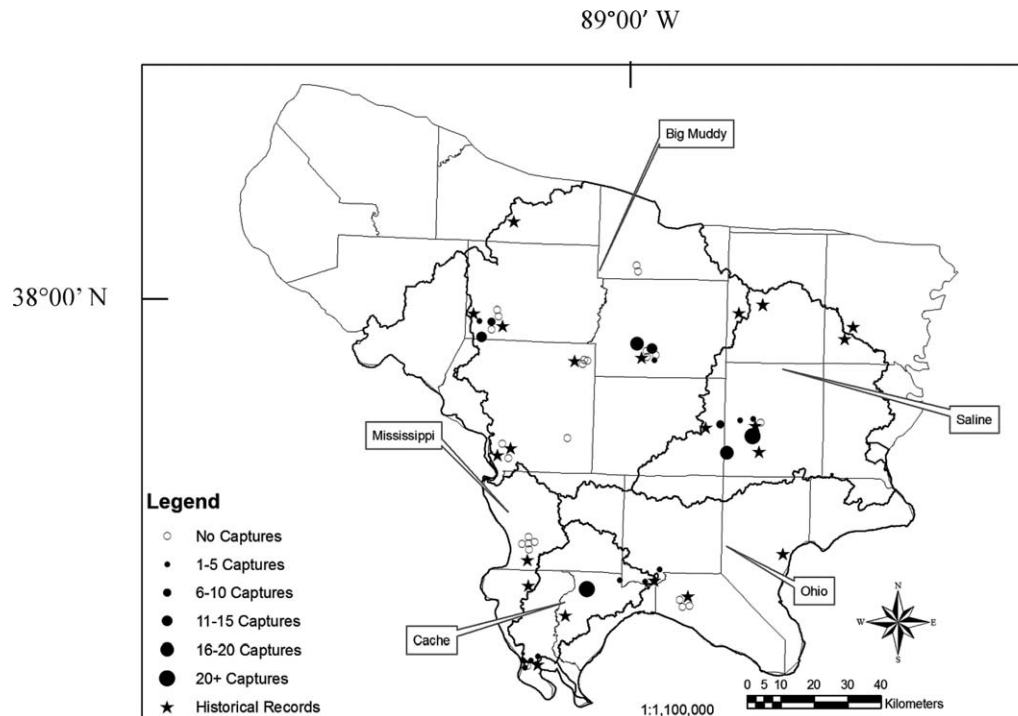 89°00' W
Big Muddy
38°00' N
Saline
Mississippi
Legend
No Captures
1-5 Captures
6-10 Captures
11-15 Captures
16-20 Captures
20+ Captures
Historical Records
Ohio
Cache
N
W
E
S
0 5 10 20 30 40
Kilometers
1:1,100,000